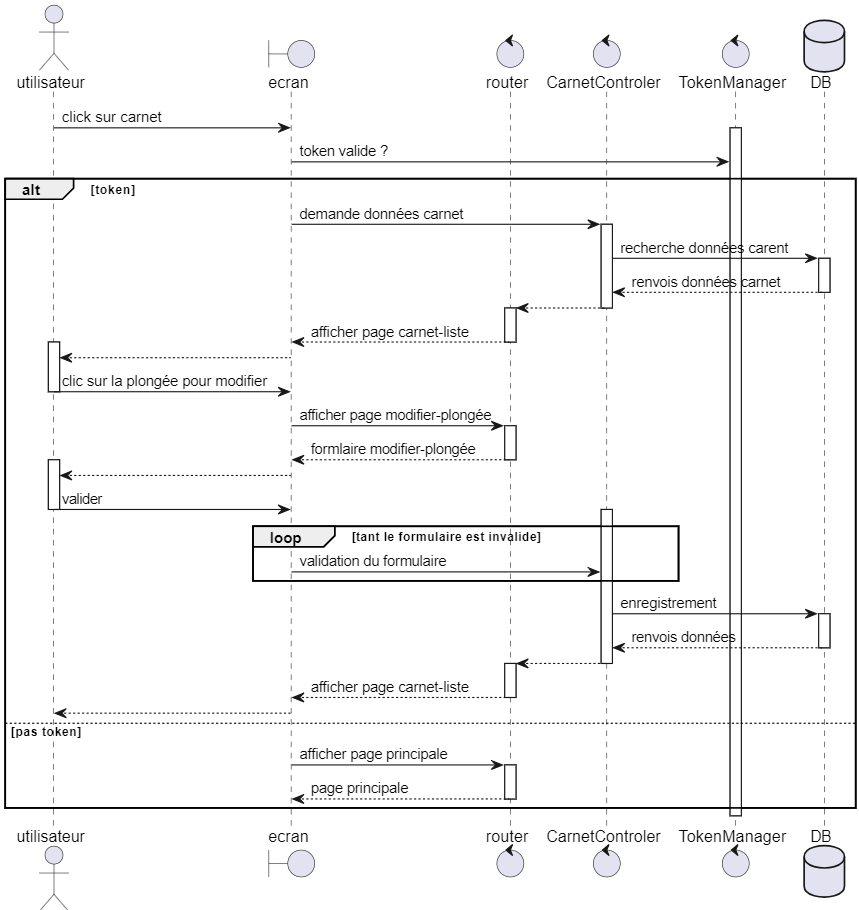 utilisateur ecran router CarnetControler TokenManager DB
click sur carnet
token valide ?
alt [token]
demande données carnet
recherche données carent
renvois données carnet
afficher page carnet-liste
clic sur la plongée pour modifier
afficher page modifier-plongée
formlaire modifier-plongée
valider
loop [tant le formulaire est invalide]
validation du formulaire
enregistrement
renvois données
afficher page carnet-liste
[pas token]
afficher page principale
page principale
utilisateur ecran router CarnetControler TokenManager DB